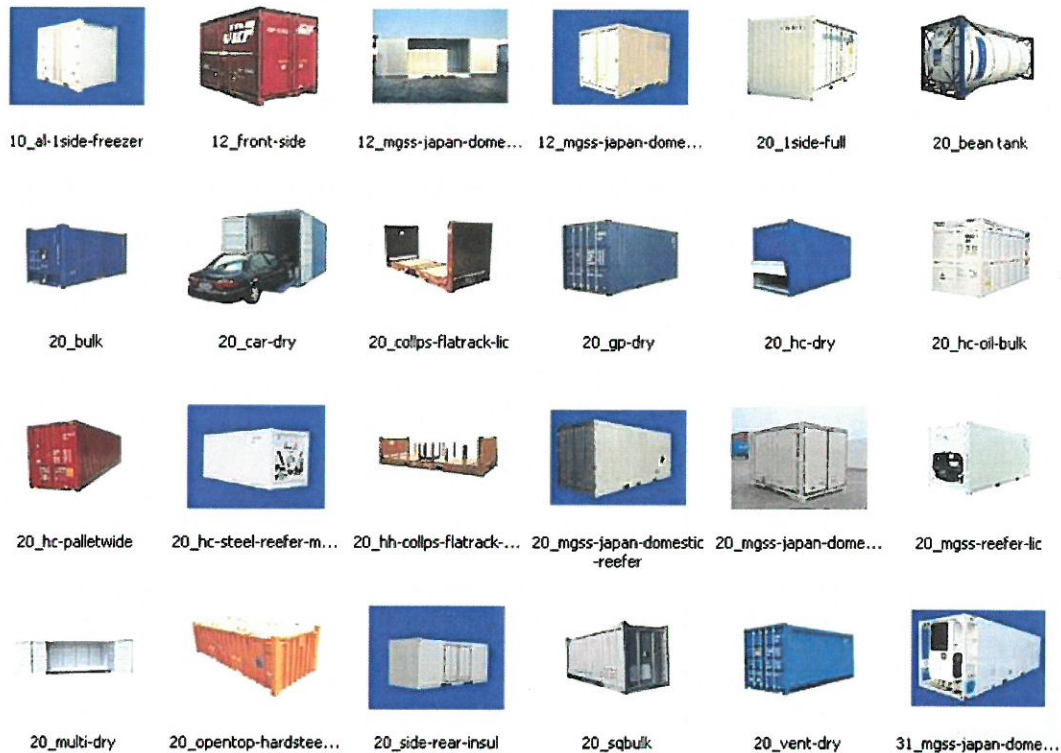 10_al-1side-freezer
12_front-side
12_mgss-japan-dome...
12_mgss-japan-dome...
20_1side-full
20_bean tank
20_bulk
20_car-dry
20_collps-flatrack-lic
20_gp-dry
20_hc-dry
20_hc-oil-bulk
20_hc-palletwide
20_hc-steel-reefer-m...
20_hh-collps-flatrack-...
20_mgss-japan-domestic
-reefer
20_mgss-japan-dome...
20_mgss-reefer-lic
20_multi-dry
20_opentop-hardstee...
20_side-rear-insul
20_sqbulk
20_vent-dry
31_mgss-japan-dome...